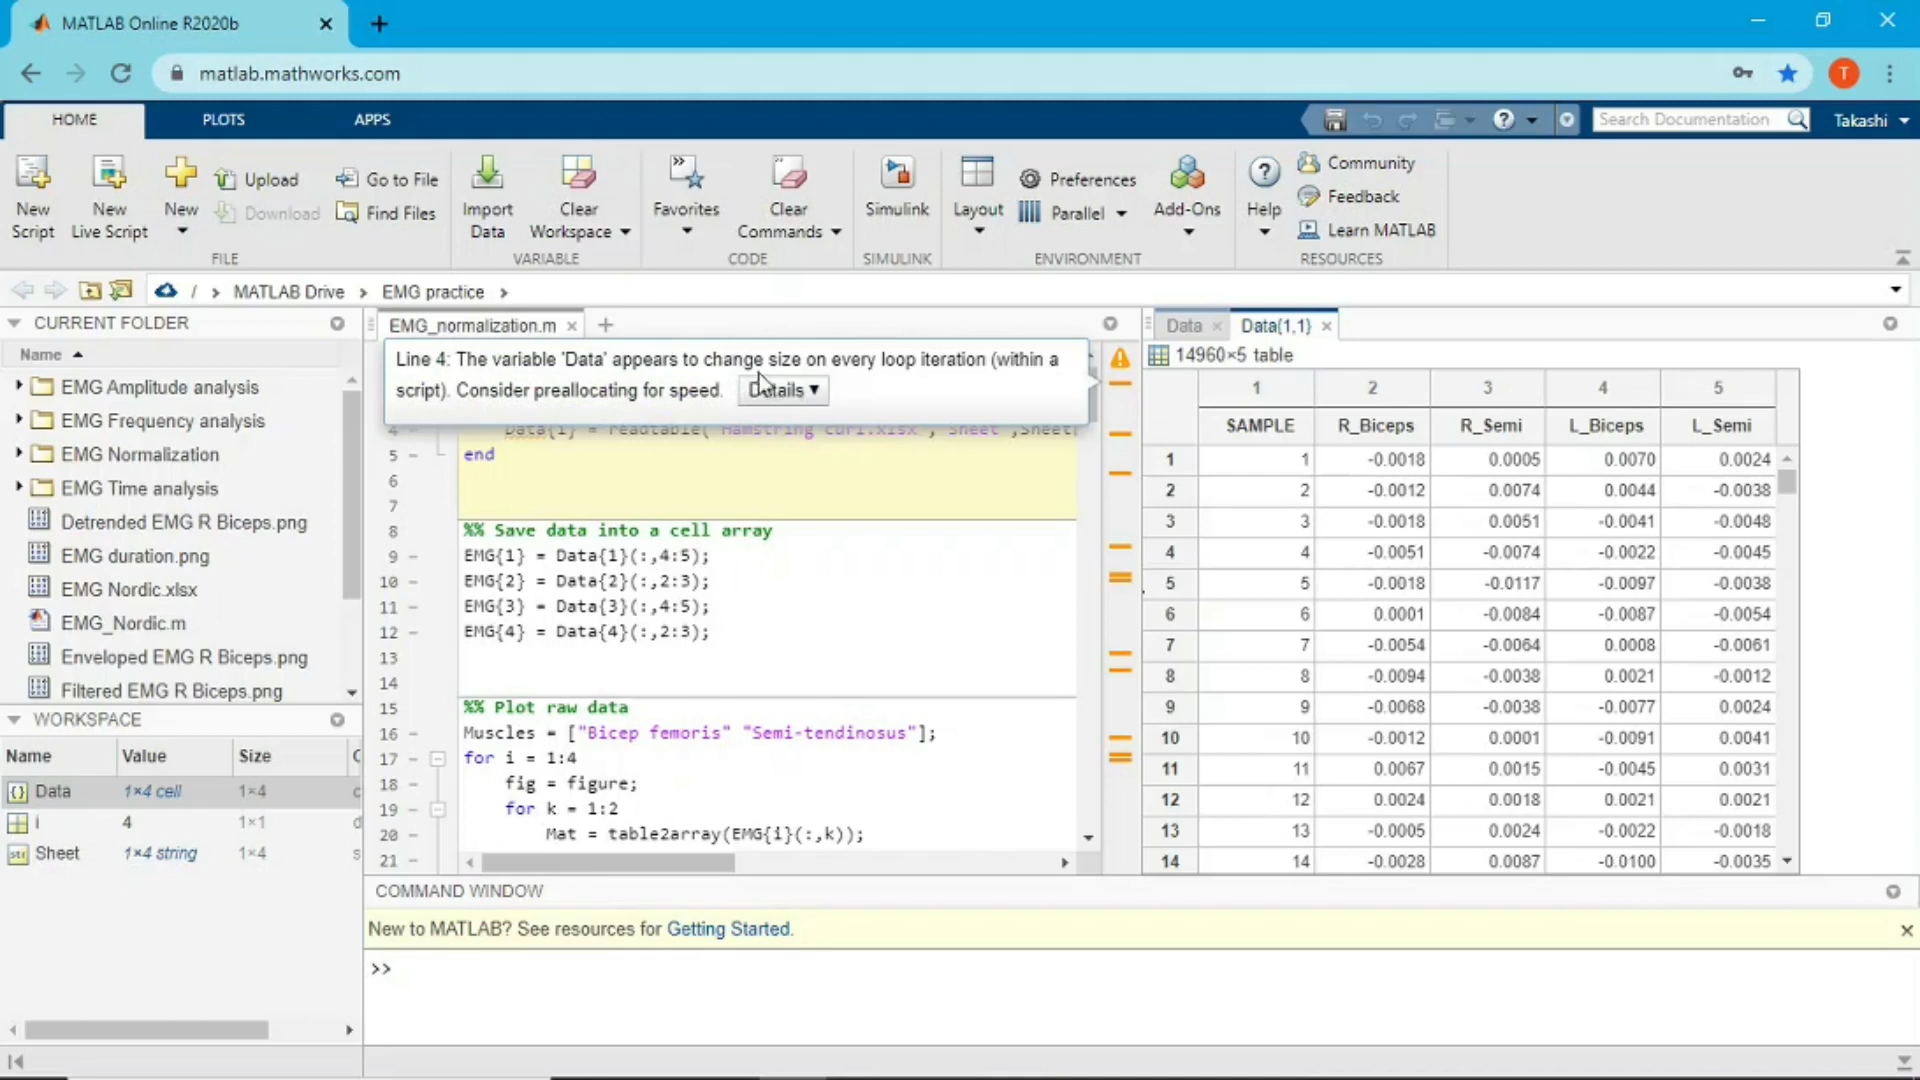 MATLAB Online R2020b
matlab.mathworks.com
T
HOME PLOTS APPS
Search Documentation
Takashi
New Script
New Live Script
New
Upload
Download
Go to File
Find Files
FILE
Import Data
Clear Workspace
VARIABLE
Favorites
Clear Commands
CODE
Simulink
SIMULINK
Layout
Preferences
Parallel
Add-Ons
ENVIRONMENT
Help
Community
Feedback
Learn MATLAB
RESOURCES
/ > MATLAB Drive > EMG practice >
CURRENT FOLDER
Name
EMG Amplitude analysis
EMG Frequency analysis
EMG Normalization
EMG Time analysis
Detrended EMG R Biceps.png
EMG duration.png
EMG Nordic.xlsx
EMG_Nordic.m
Enveloped EMG R Biceps.png
Filtered EMG R Biceps.png
WORKSPACE
Name Value Size
Data 1×4 cell 1×4
i 4 1×1
Sheet 1×4 string 1×4
EMG_normalization.m
Line 4: The variable 'Data' appears to change size on every loop iteration (within a
script). Consider preallocating for speed. Details ▼
5 end
6
7
8 %% Save data into a cell array
9 EMG{1} = Data{1}(:,4:5);
10 EMG{2} = Data{2}(:,2:3);
11 EMG{3} = Data{3}(:,4:5);
12 EMG{4} = Data{4}(:,2:3);
13
14
15 %% Plot raw data
16 Muscles = ["Bicep femoris" "Semi-tendinosus"];
17 for i = 1:4
18 fig = figure;
19 for k = 1:2
20 Mat = table2array(EMG{i}(:,k));
21
Data
Data{1,1}
14960×5 table
1 2 3 4 5
SAMPLE R_Biceps R_Semi L_Biceps L_Semi
1 1 -0.0018 0.0005 0.0070 0.0024
2 2 -0.0012 0.0074 0.0044 -0.0038
3 3 -0.0018 0.0051 -0.0041 -0.0048
4 4 -0.0051 -0.0074 -0.0022 -0.0045
5 5 -0.0018 -0.0117 -0.0097 -0.0038
6 6 0.0001 -0.0084 -0.0087 -0.0054
7 7 -0.0054 -0.0064 0.0008 -0.0061
8 8 -0.0094 -0.0038 0.0021 -0.0012
9 9 -0.0068 -0.0038 -0.0077 0.0024
10 10 -0.0012 0.0001 -0.0091 0.0041
11 11 0.0067 0.0015 -0.0045 0.0031
12 12 0.0024 0.0018 0.0021 0.0021
13 13 -0.0005 0.0024 -0.0022 -0.0018
14 14 -0.0028 0.0087 -0.0100 -0.0035
COMMAND WINDOW
New to MATLAB? See resources for Getting Started.
>>